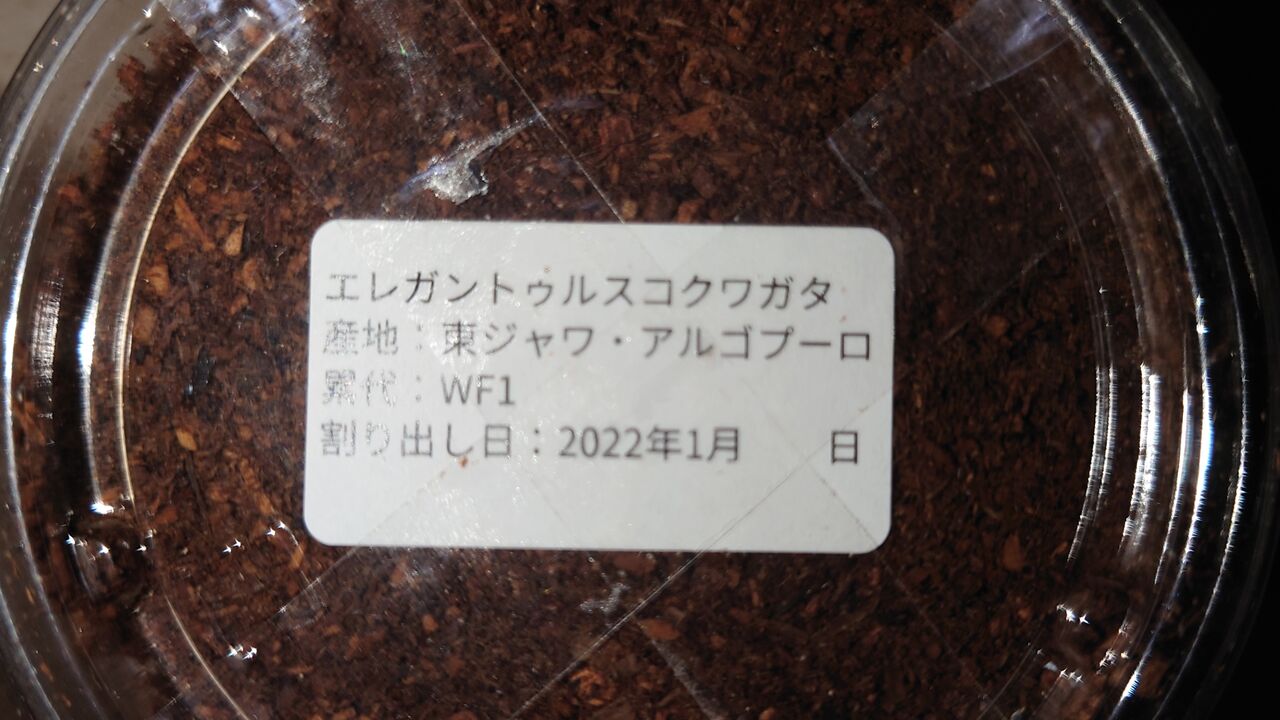 エレガントゥルスコクワガタ
産地：東ジャワ・アルゴプーロ
累代：WF1
割り出し日：2022年1月　　日